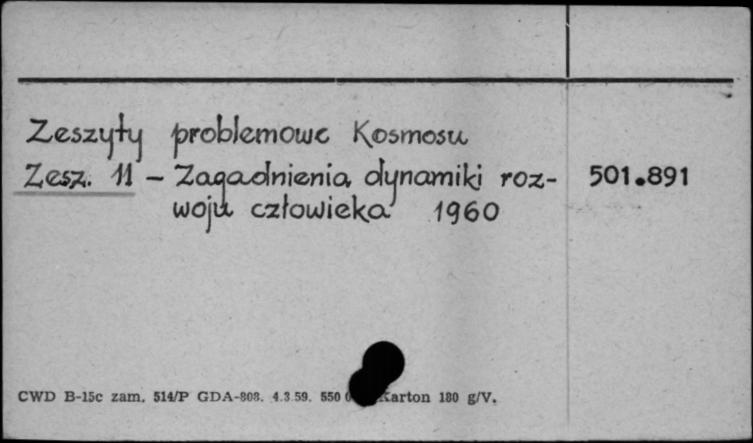 Zeszyty problemowe Kosmosu
Zesz. 11 – Zagadnienia dynamiki roz- 501.891
woju człowieka 1960
CWD B-15c zam. 514/P GDA-808. 4.3.59. 550 Karton 180 g/V.